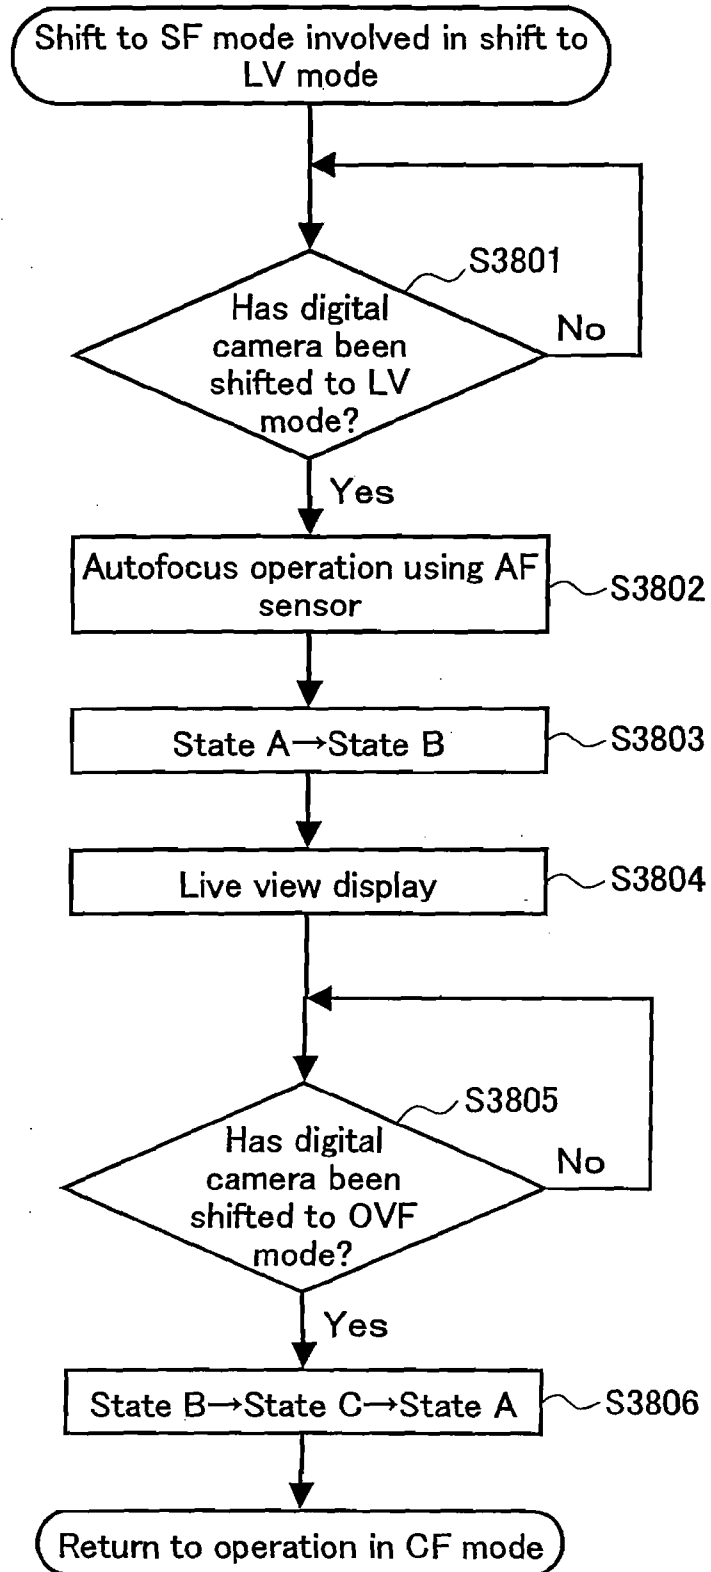 Shift to SF mode involved in shift to
LV mode
S3801
Has digital
camera been
shifted to LV
mode?
No
Yes
Autofocus operation using AF
sensor
S3802
State A→State B
S3803
Live view display
S3804
S3805
Has digital
camera been
shifted to OVF
mode?
No
Yes
State B→State C→State A
S3806
Return to operation in CF mode